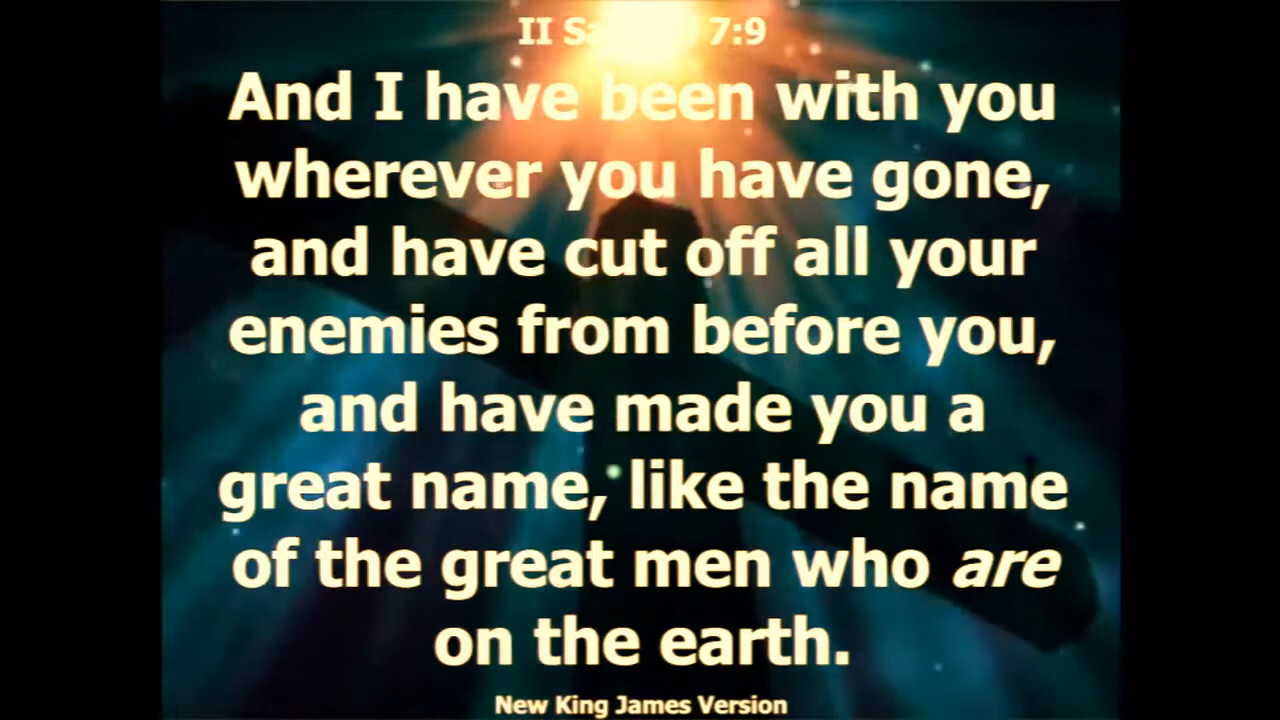 II Samuel 7:9
And I have been with you
wherever you have gone,
and have cut off all your
enemies from before you,
and have made you a
great name, like the name
of the great men who are
on the earth.
New King James Version